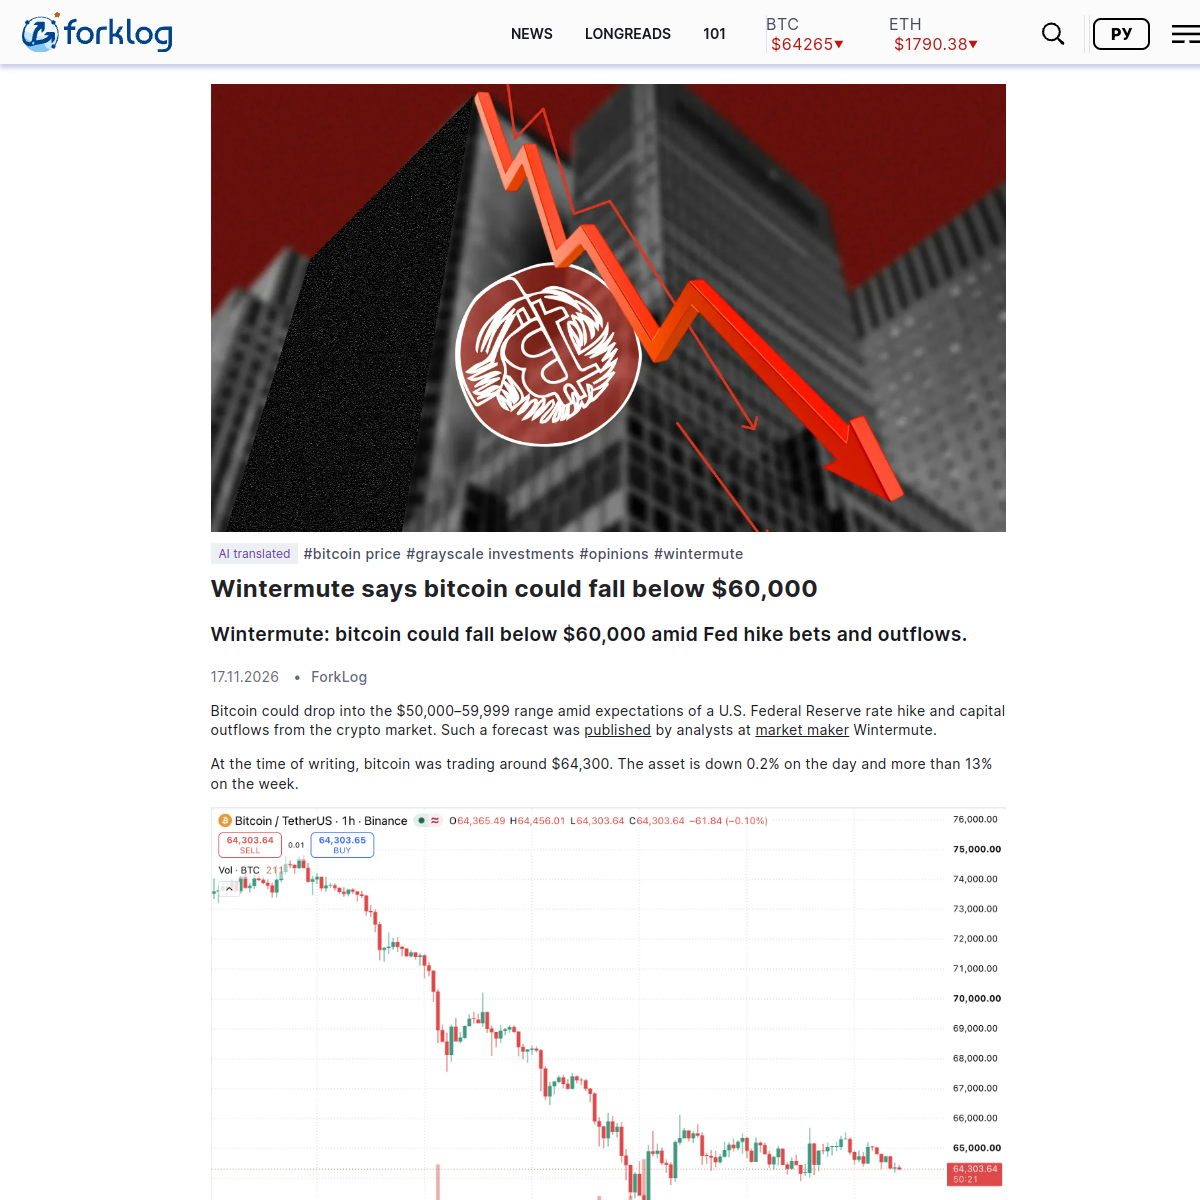 forklog
NEWS LONGREADS 101
BTC
$64265▼
ETH
$1790.38▼
РУ
AI translated #bitcoin price #grayscale investments #opinions #wintermute
Wintermute says bitcoin could fall below $60,000
Wintermute: bitcoin could fall below $60,000 amid Fed hike bets and outflows.
17.11.2026 • ForkLog
Bitcoin could drop into the $50,000–59,999 range amid expectations of a U.S. Federal Reserve rate hike and capital
outflows from the crypto market. Such a forecast was published by analysts at market maker Wintermute.
At the time of writing, bitcoin was trading around $64,300. The asset is down 0.2% on the day and more than 13%
on the week.
Bitcoin / TetherUS · 1h · Binance O64,365.49 H64,456.01 L64,303.64 C64,303.64 −61.84 (−0.10%)
64,303.64
SELL
0.01
64,303.65
BUY
Vol · BTC 211
76,000.00
75,000.00
74,000.00
73,000.00
72,000.00
71,000.00
70,000.00
69,000.00
68,000.00
67,000.00
66,000.00
65,000.00
64,303.64
50:21